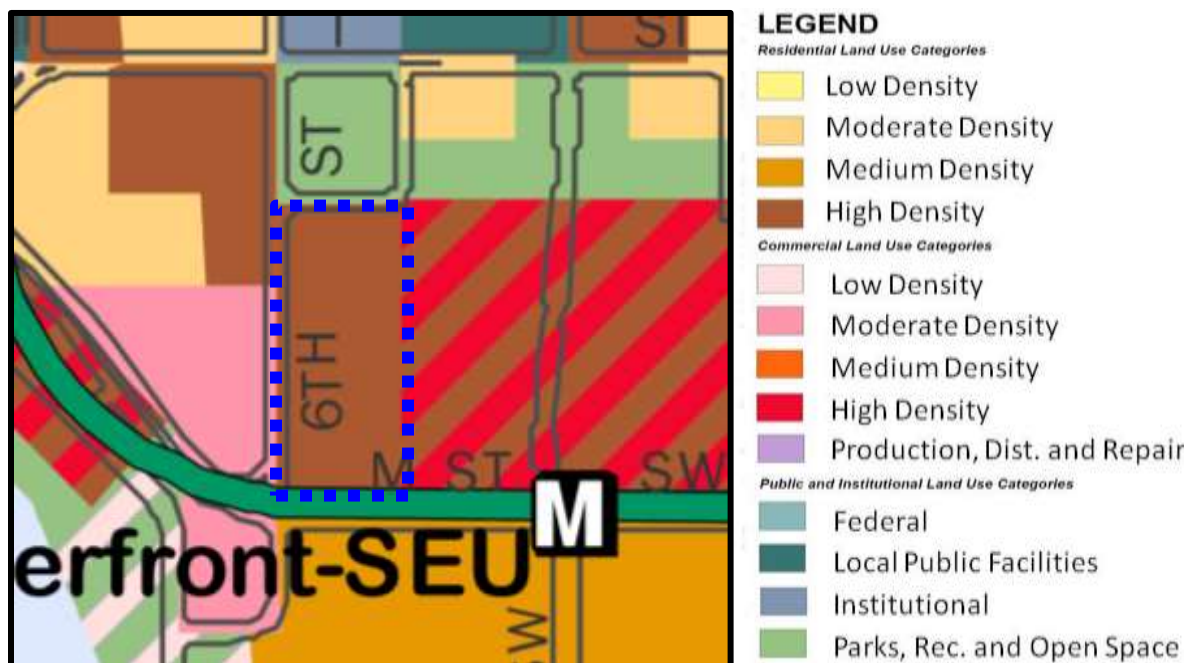 ST
ST
6TH
M ST SW
M
erfront-SEU
SW
LEGEND
Residential Land Use Categories
Low Density
Moderate Density
Medium Density
High Density
Commercial Land Use Categories
Low Density
Moderate Density
Medium Density
High Density
Production, Dist. and Repair
Public and Institutional Land Use Categories
Federal
Local Public Facilities
Institutional
Parks, Rec. and Open Space